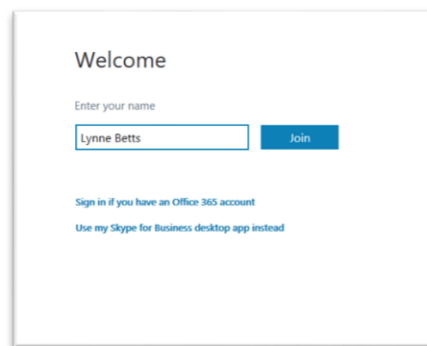 Welcome
Enter your name
Lynne Betts
Join
Sign in if you have an Office 365 account
Use my Skype for Business desktop app instead